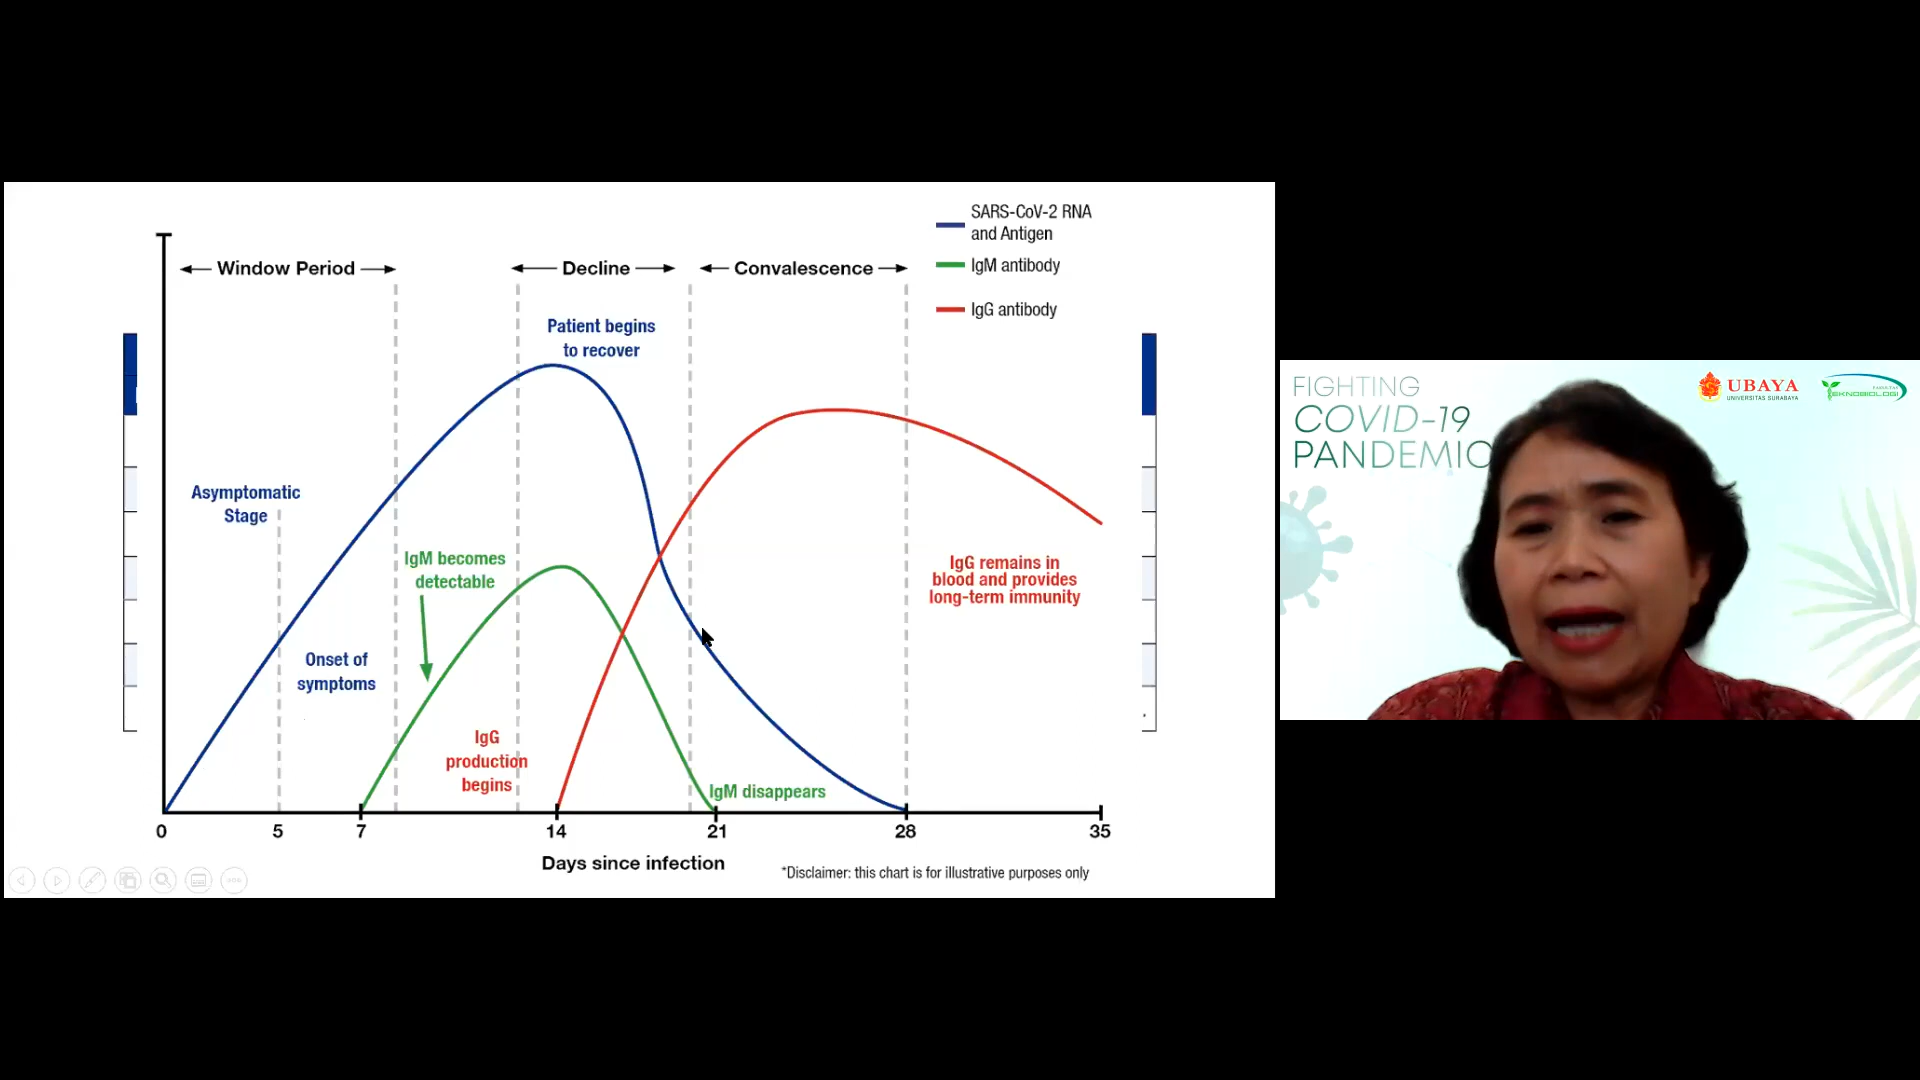 SARS-CoV-2 RNA
and Antigen
IgM antibody
IgG antibody
Window Period
Decline
Convalescence
Patient begins
to recover
Asymptomatic
Stage
IgM becomes
detectable
Onset of
symptoms
IgG
production
begins
IgM disappears
IgG remains in
blood and provides
long-term immunity
0 5 7 14 21 28 35
Days since infection
*Disclaimer: this chart is for illustrative purposes only
FIGHTING
COVID-19
PANDEMIC
UBAYA
UNIVERSITAS SURABAYA
FAKULTAS
TEKNOBIOLOGI